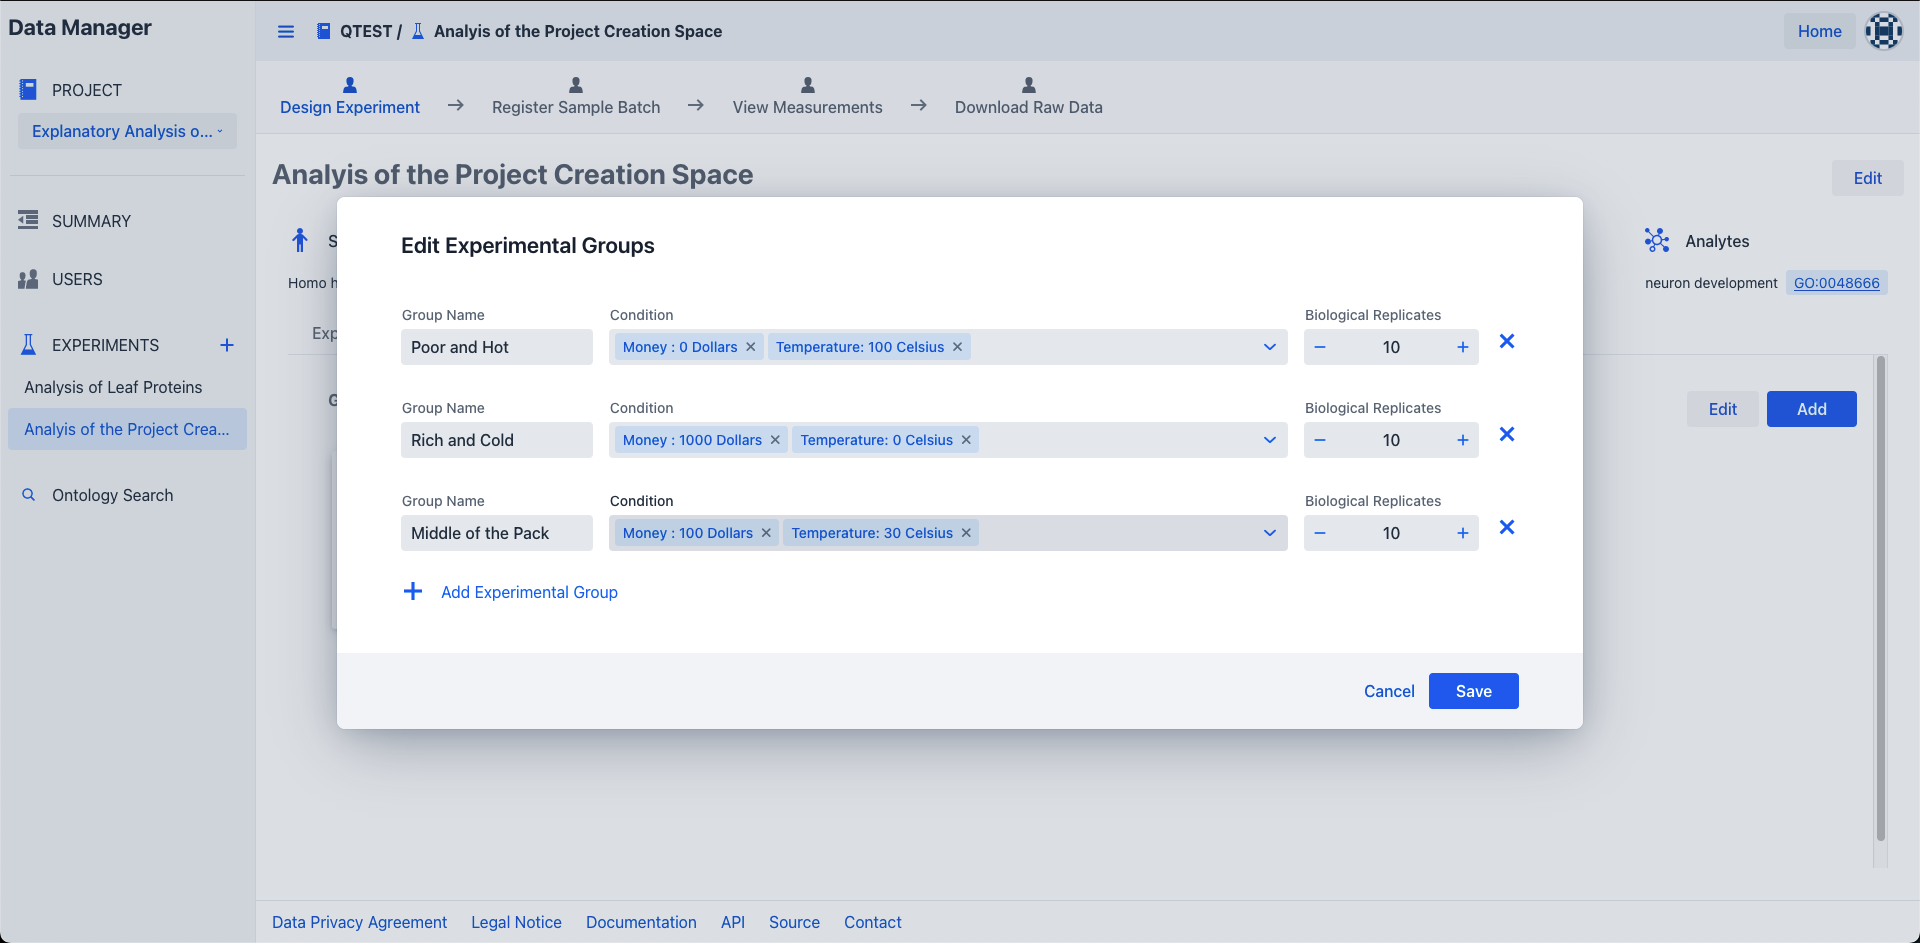 Data Manager
QTEST / Analyis of the Project Creation Space
Home
PROJECT
Explanatory Analysis o...
Design Experiment
Register Sample Batch
View Measurements
Download Raw Data
Analyis of the Project Creation Space
Edit
SUMMARY
USERS
EXPERIMENTS
Analysis of Leaf Proteins
Analyis of the Project Crea...
Ontology Search
Homo h
Exp
Analytes
neuron development GO:0048666
Edit
Add
Edit Experimental Groups
Group Name Condition Biological Replicates
Poor and Hot Money : 0 Dollars Temperature: 100 Celsius 10
Group Name Condition Biological Replicates
Rich and Cold Money : 1000 Dollars Temperature: 0 Celsius 10
Group Name Condition Biological Replicates
Middle of the Pack Money : 100 Dollars Temperature: 30 Celsius 10
Add Experimental Group
Cancel Save
Data Privacy Agreement Legal Notice Documentation API Source Contact